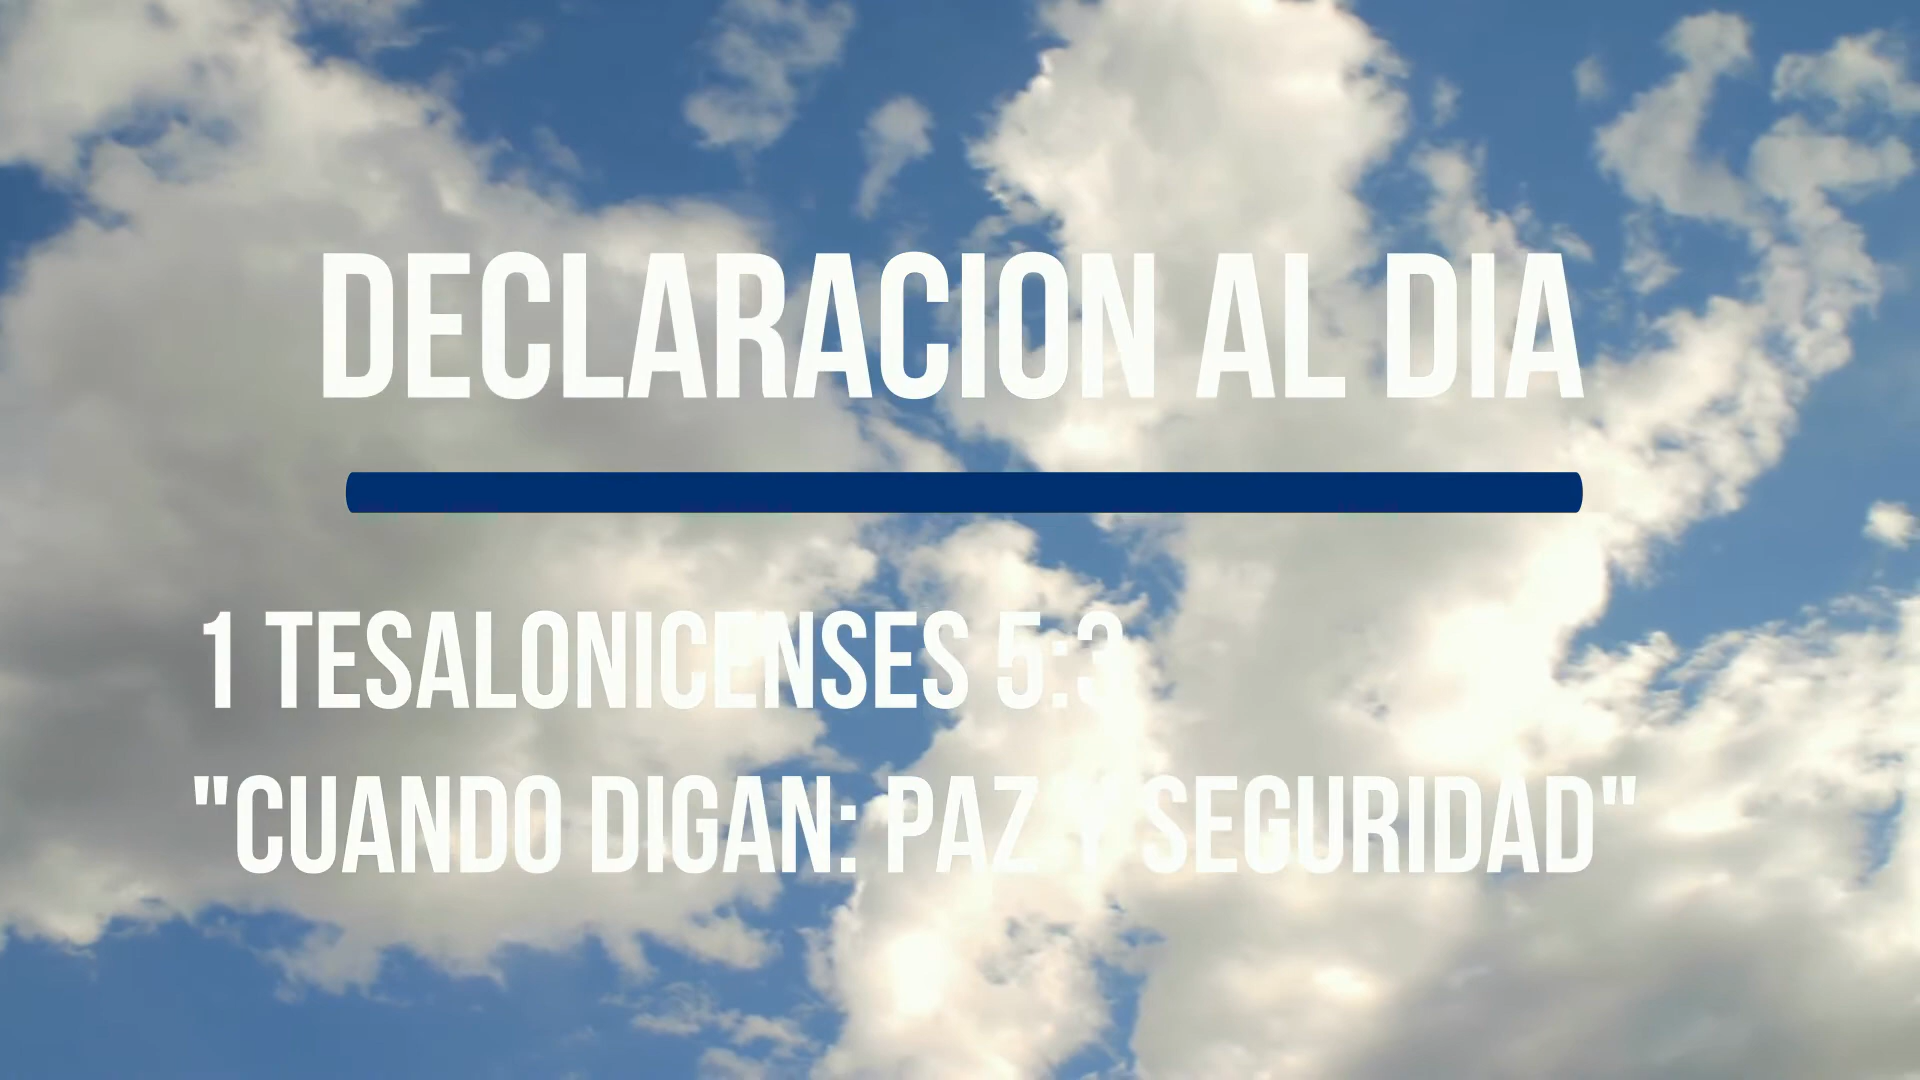 DECLARACION AL DIA
1 TESALONICENSES 5:3
"CUANDO DIGAN: PAZ Y SEGURIDAD"